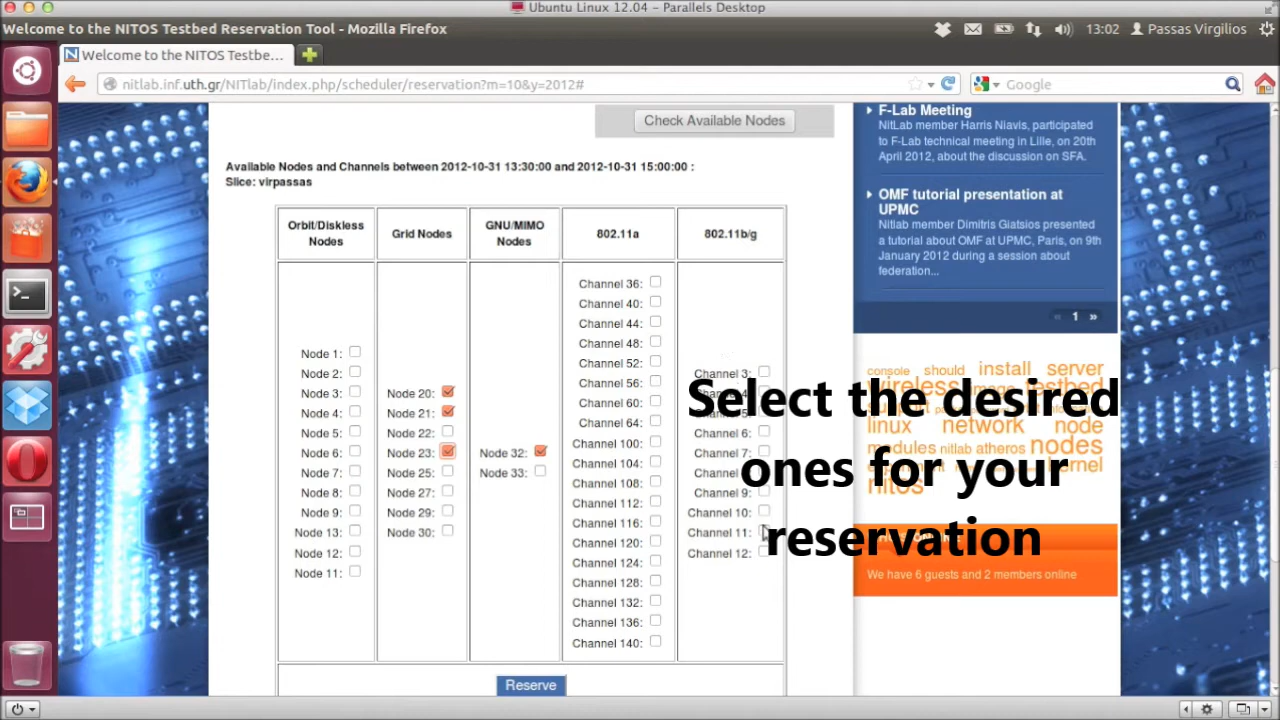 Ubuntu Linux 12.04 - Parallels Desktop
Welcome to the NITOS Testbed Reservation Tool - Mozilla Firefox
13:02
Passas Virgilios
Welcome to the NITOS Testbe...
nitlab.inf.uth.gr/NITlab/index.php/scheduler/reservation?m=10&y=2012#
Google
Check Available Nodes
Available Nodes and Channels between 2012-10-31 13:30:00 and 2012-10-31 15:00:00 :
Slice: virpassas
Orbit/Diskless
Nodes
Grid Nodes
GNU/MIMO
Nodes
802.11a
802.11b/g
Node 1:
Node 2:
Node 3:
Node 4:
Node 5:
Node 6:
Node 7:
Node 8:
Node 9:
Node 13:
Node 12:
Node 11:
Node 20:
Node 21:
Node 22:
Node 23:
Node 25:
Node 27:
Node 29:
Node 30:
Node 32:
Node 33:
Channel 36:
Channel 40:
Channel 44:
Channel 48:
Channel 52:
Channel 56:
Channel 60:
Channel 64:
Channel 100:
Channel 104:
Channel 108:
Channel 112:
Channel 116:
Channel 120:
Channel 124:
Channel 128:
Channel 132:
Channel 136:
Channel 140:
Channel 3:
Channel 6:
Channel 7:
Channel 9:
Channel 10:
Channel 11:
Channel 12:
Reserve
Select the desired
ones for your
reservation
F-Lab Meeting
NitLab member Harris Niavis, participated
to F-Lab technical meeting in Lille, on 20th
April 2012, about the discussion on SFA.
OMF tutorial presentation at
UPMC
Nitlab member Dimitris Giatsios presented
a tutorial about OMF at UPMC, Paris, on 9th
January 2012 during a session about
federation...
« 1 »
console should install server
wireless testbed
linux network node
modules nitlab atheros nodes
nitos
We have 6 guests and 2 members online